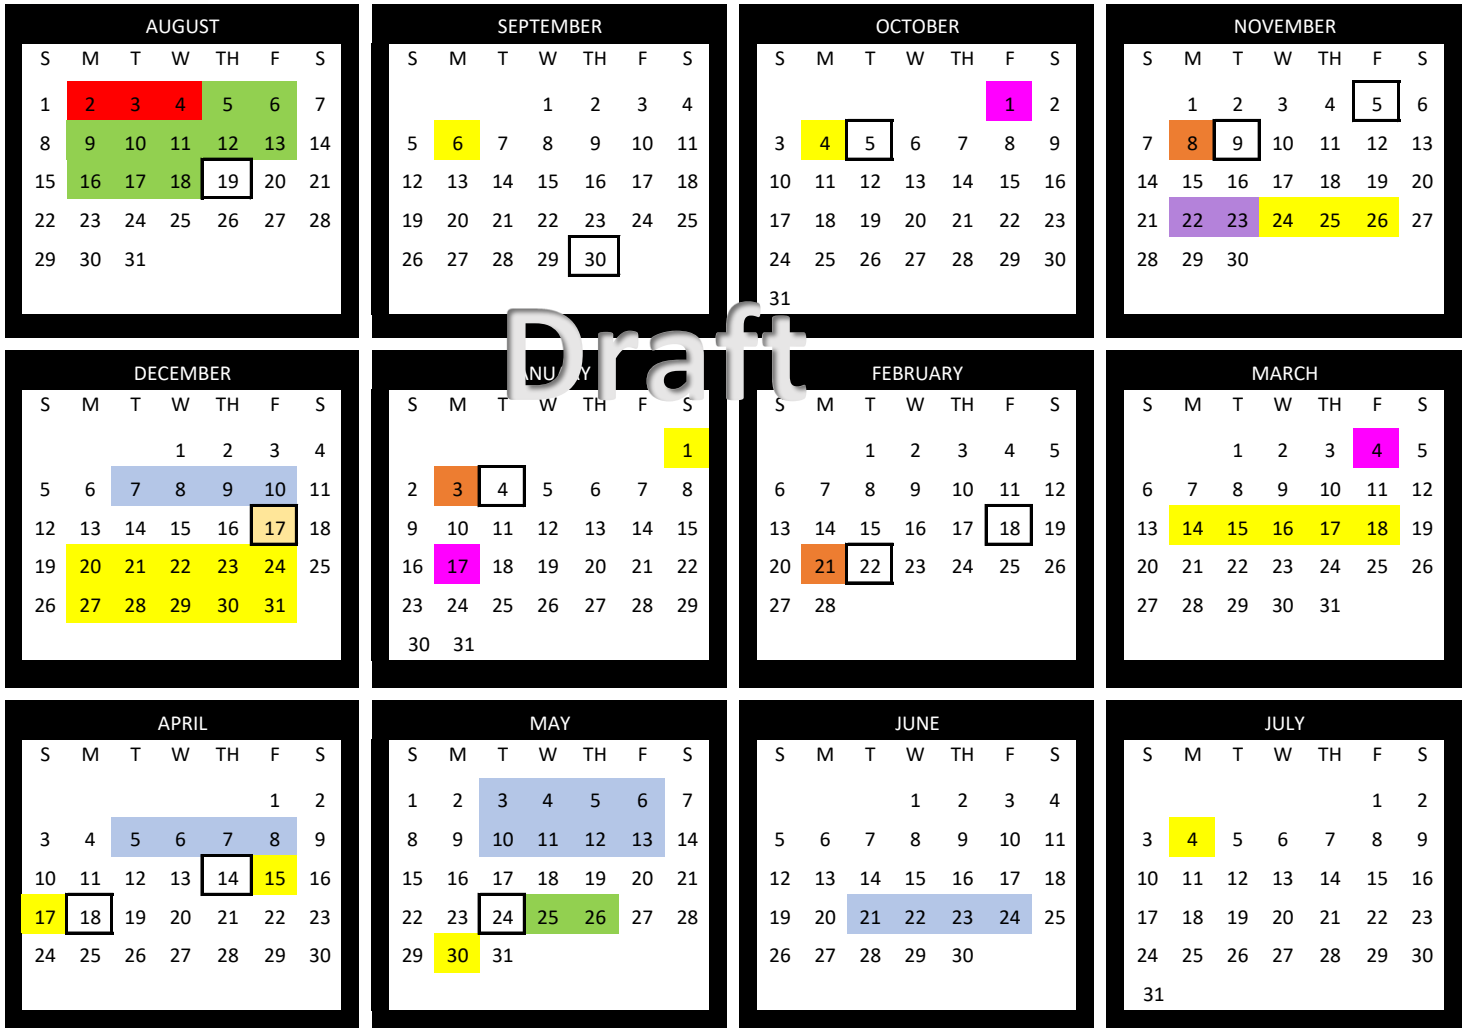 AUGUST
S M T W TH F S
1 2 3 4 5 6 7
8 9 10 11 12 13 14
15 16 17 18 19 20 21
22 23 24 25 26 27 28
29 30 31
SEPTEMBER
S M T W TH F S
1 2 3 4
5 6 7 8 9 10 11
12 13 14 15 16 17 18
19 20 21 22 23 24 25
26 27 28 29 30
OCTOBER
S M T W TH F S
1 2
3 4 5 6 7 8 9
10 11 12 13 14 15 16
17 18 19 20 21 22 23
24 25 26 27 28 29 30
31
NOVEMBER
S M T W TH F S
1 2 3 4 5 6
7 8 9 10 11 12 13
14 15 16 17 18 19 20
21 22 23 24 25 26 27
28 29 30
Draft
DECEMBER
S M T W TH F S
1 2 3 4
5 6 7 8 9 10 11
12 13 14 15 16 17 18
19 20 21 22 23 24 25
26 27 28 29 30 31
JANUARY
S M T W TH F S
1
2 3 4 5 6 7 8
9 10 11 12 13 14 15
16 17 18 19 20 21 22
23 24 25 26 27 28 29
30 31
FEBRUARY
S M T W TH F S
1 2 3 4 5
6 7 8 9 10 11 12
13 14 15 16 17 18 19
20 21 22 23 24 25 26
27 28
MARCH
S M T W TH F S
1 2 3 4 5
6 7 8 9 10 11 12
13 14 15 16 17 18 19
20 21 22 23 24 25 26
27 28 29 30 31
APRIL
S M T W TH F S
1 2
3 4 5 6 7 8 9
10 11 12 13 14 15 16
17 18 19 20 21 22 23
24 25 26 27 28 29 30
MAY
S M T W TH F S
1 2 3 4 5 6 7
8 9 10 11 12 13 14
15 16 17 18 19 20 21
22 23 24 25 26 27 28
29 30 31
JUNE
S M T W TH F S
1 2 3 4
5 6 7 8 9 10 11
12 13 14 15 16 17 18
19 20 21 22 23 24 25
26 27 28 29 30
JULY
S M T W TH F S
1 2
3 4 5 6 7 8 9
10 11 12 13 14 15 16
17 18 19 20 21 22 23
24 25 26 27 28 29 30
31